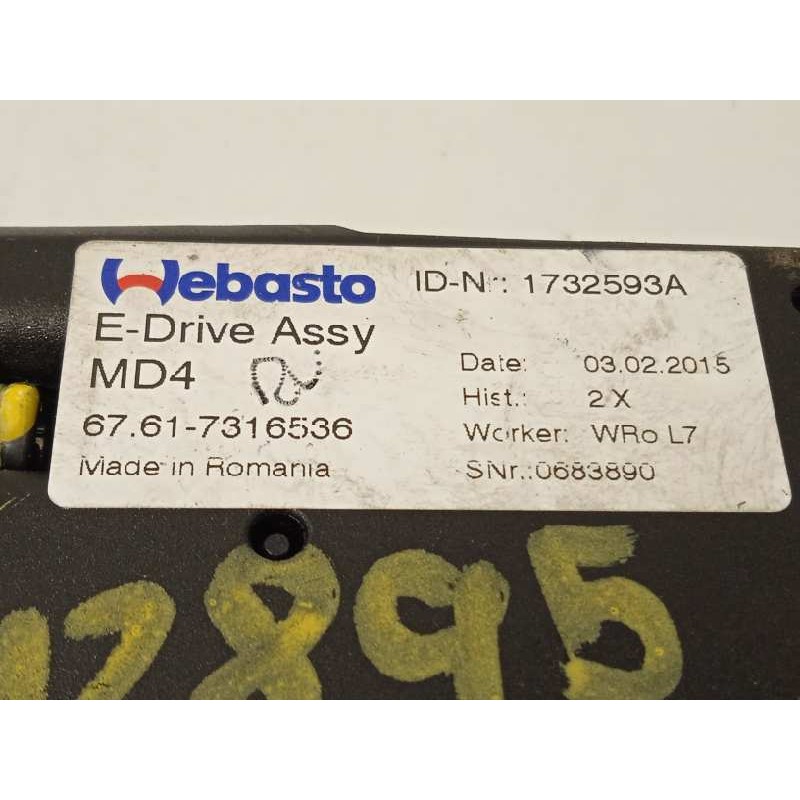 Webasto
E-Drive Assy
MD4
67.61-7316536
Made in Romania
ID-Nr: 1732593A
Date: 03.02.2015
Hist.: 2 X
Worker: WRo L7
SNr.:0683890
12895